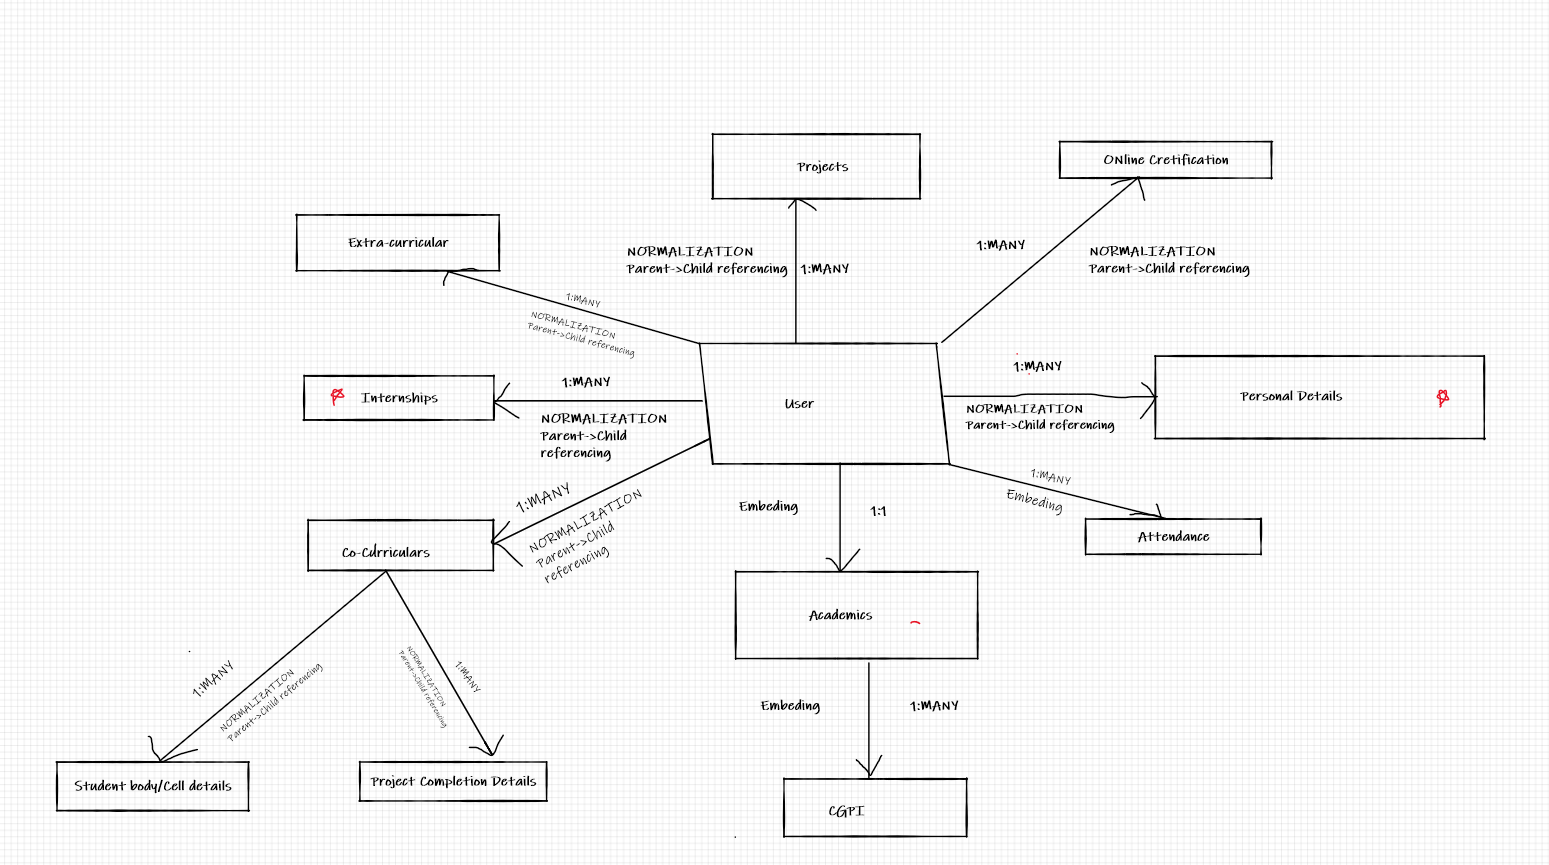 Projects
ONline Cretification
Extra-curricular
NORMALIZATION
Parent->Child referencing
1:MANY
1:MANY
NORMALIZATION
Parent->Child referencing
1:MANY
NORMALIZATION
Parent->Child referencing
Internships
1:MANY
NORMALIZATION
Parent->Child
referencing
User
1:MANY
NORMALIZATION
Parent->Child referencing
Personal Details
1:MANY
NORMALIZATION
Parent->Child
referencing
Embeding
1:1
1:MANY
Embeding
Attendance
Co-Cdrriculars
Academics
1:MANY
NORMALIZATION
Parent->Child referencing
NORMALIZATION
Parent->Child referencing
1:MANY
Embeding
1:MANY
Student body/Cell details
Project Completion Details
CGPI